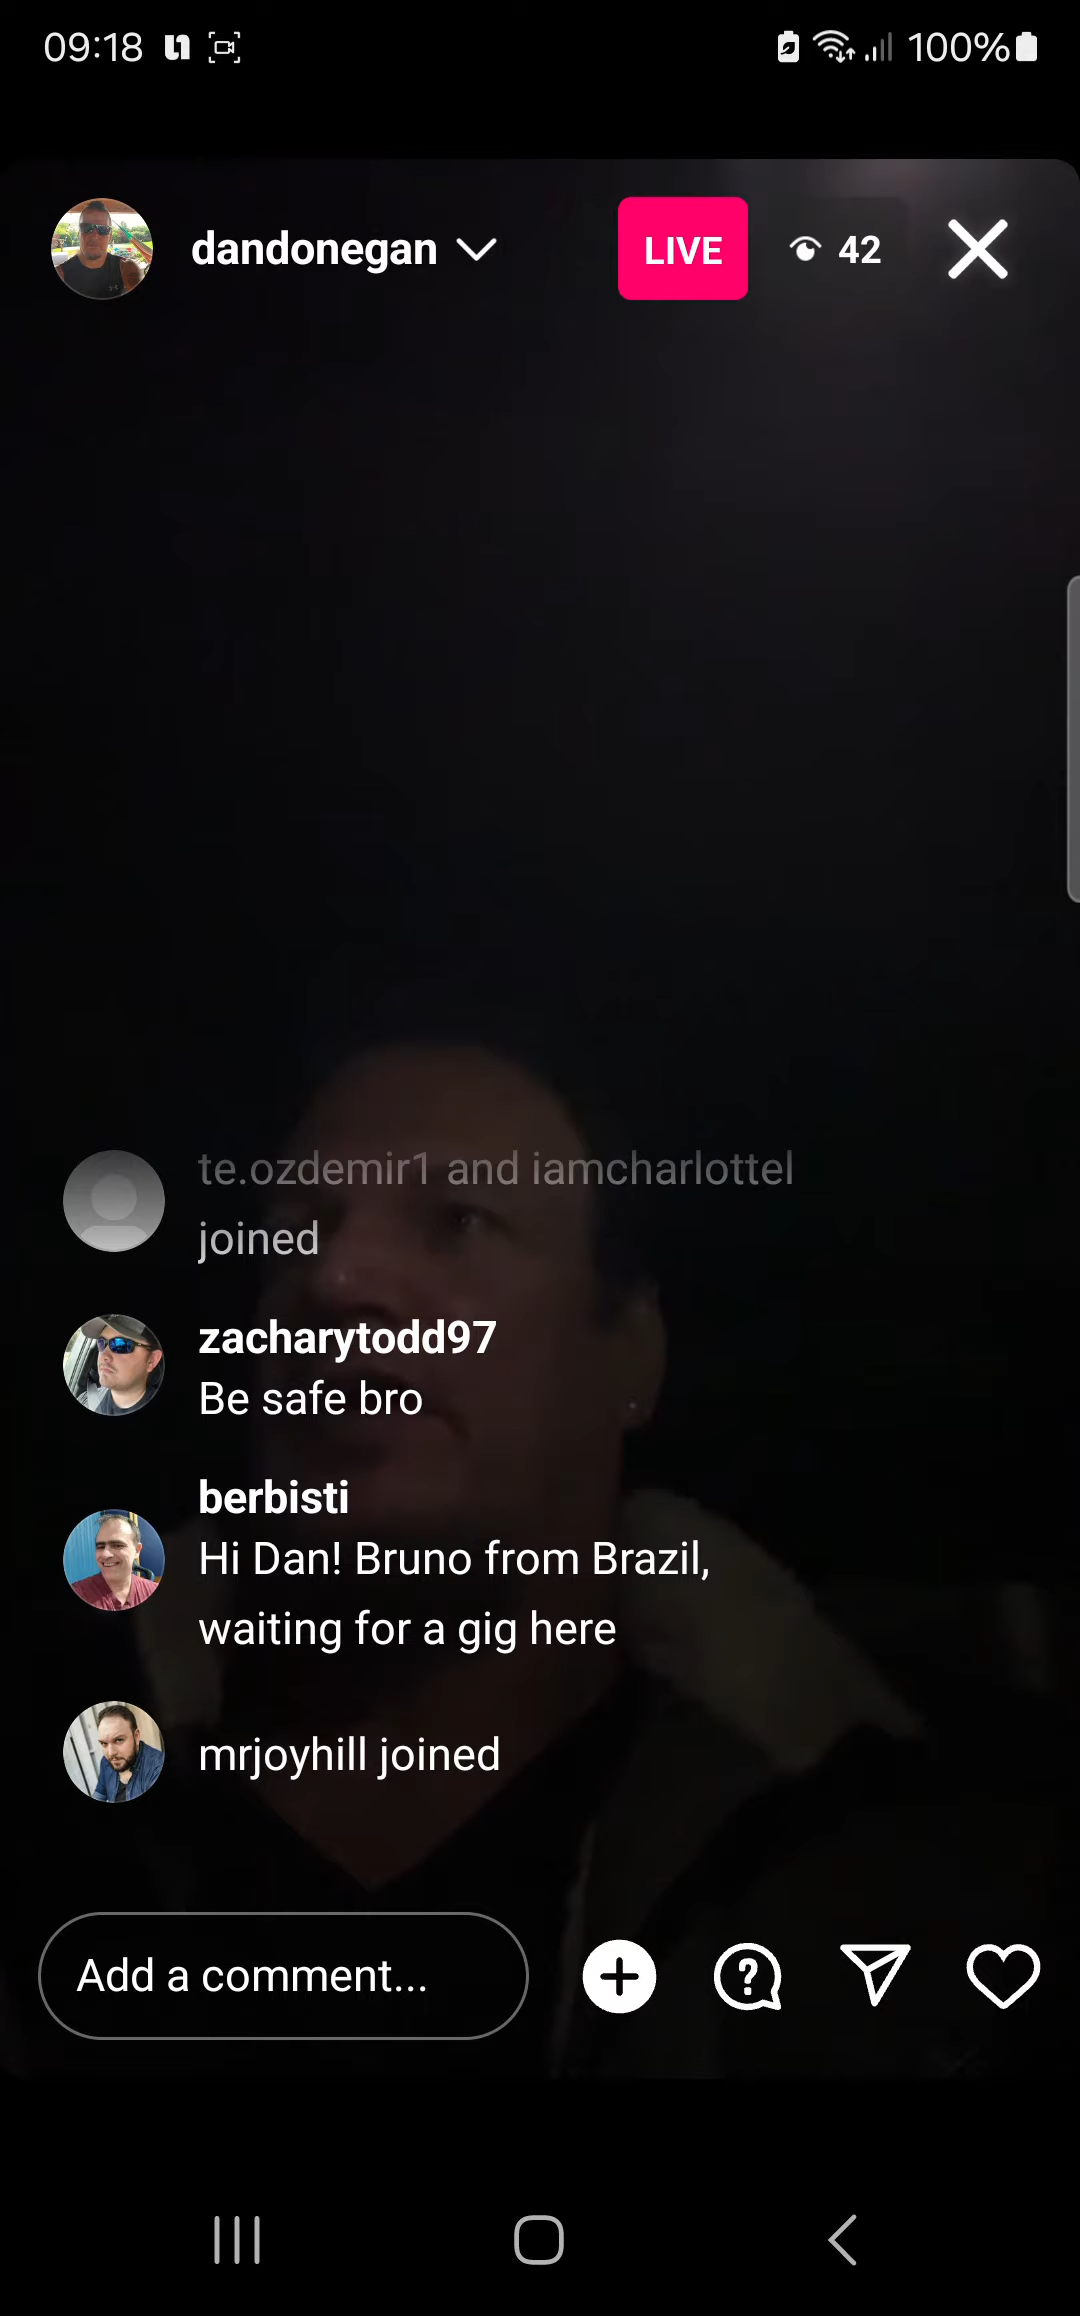 09:18
100%
dandonegan
LIVE
42
te.ozdemir1 and iamcharlottel
joined
zacharytodd97
Be safe bro
berbisti
Hi Dan! Bruno from Brazil,
waiting for a gig here
mrjoyhill joined
Add a comment...